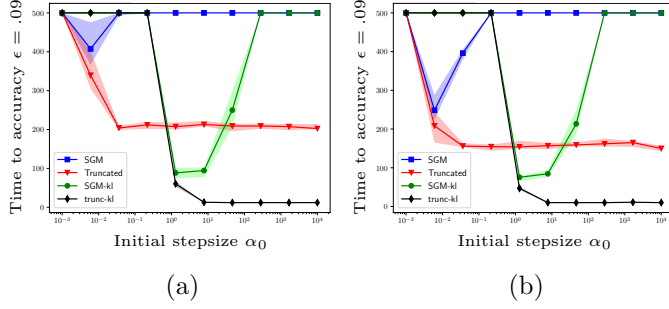 Time to accuracy ϵ = .09
500
400
300
200
100
0
SGM
Truncated
SGM-kl
trunc-kl
10⁻³
10⁻²
10⁻¹
10⁰
10¹
10²
10³
10⁴
Initial stepsize α₀
(a)
Time to accuracy ϵ = .09
500
400
300
200
100
0
SGM
Truncated
SGM-kl
trunc-kl
10⁻³
10⁻²
10⁻¹
10⁰
10¹
10²
10³
10⁴
Initial stepsize α₀
(b)